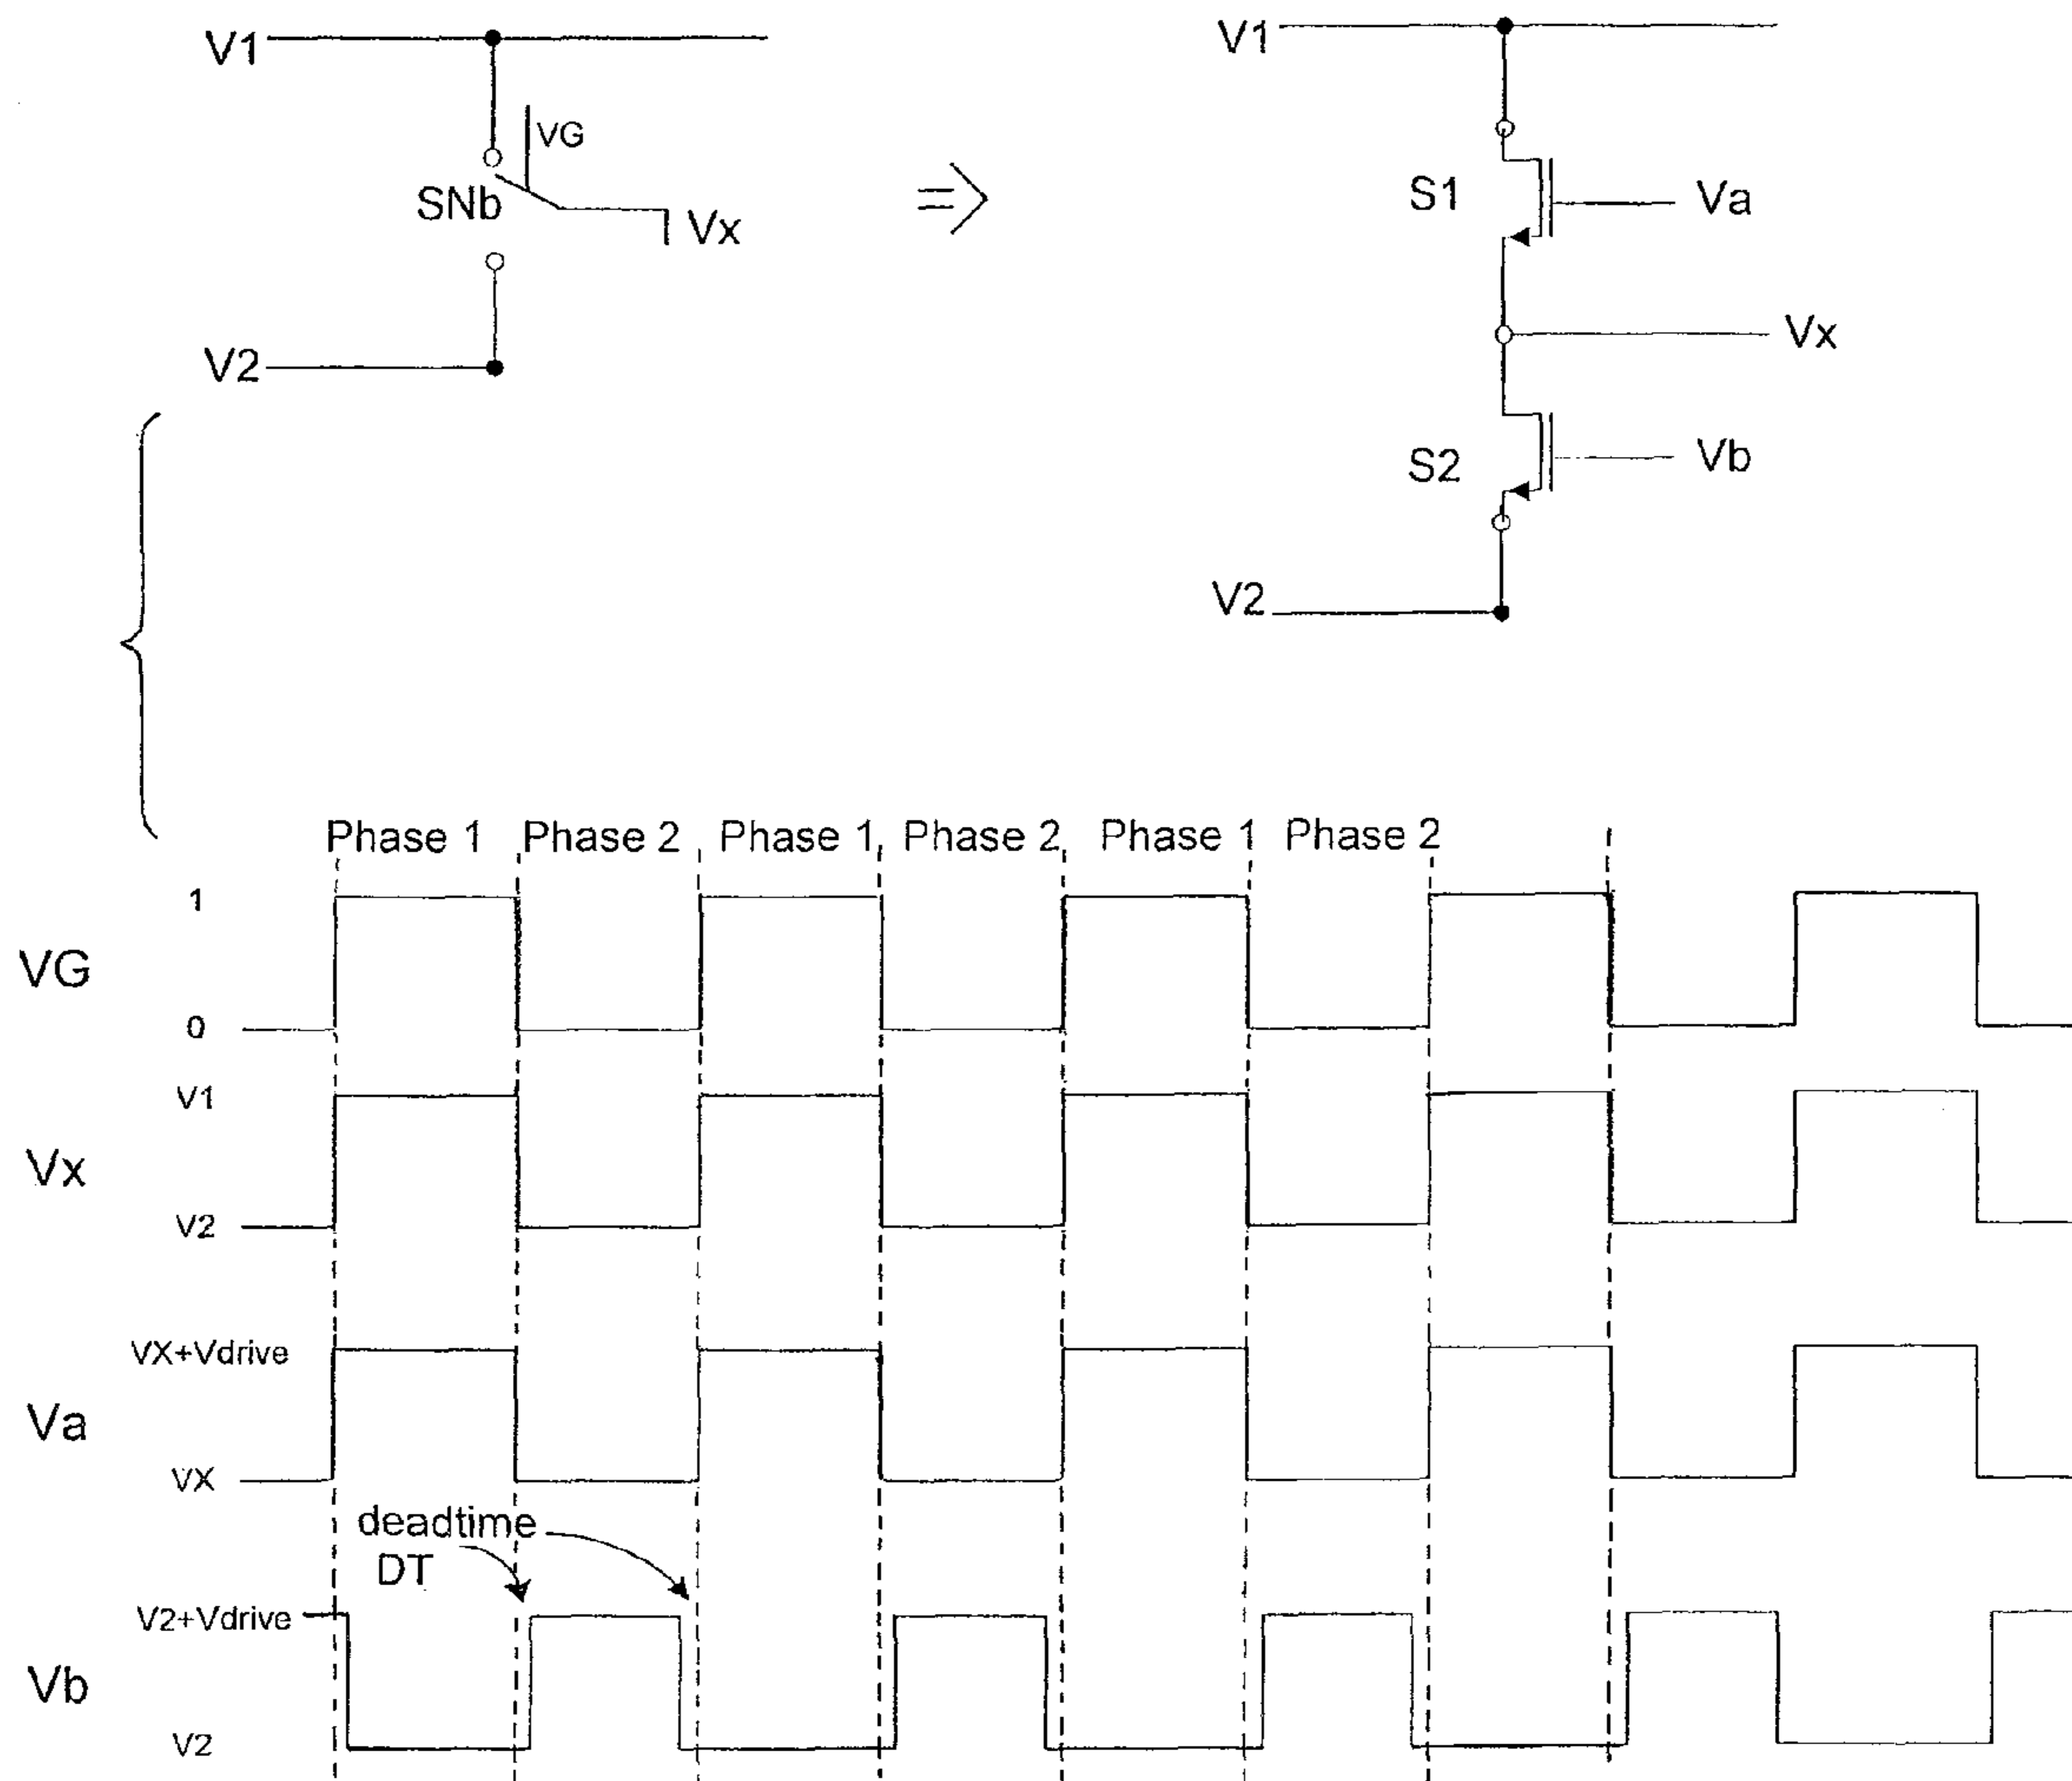 V1
VG
SNb
Vx
V2
=>
V1
S1
Va
Vx
S2
Vb
V2
Phase 1 Phase 2 Phase 1 Phase 2 Phase 1 Phase 2
1
VG
0
V1
Vx
V2
VX+Vdrive
Va
VX
deadtime
DT
V2+Vdrive
Vb
V2